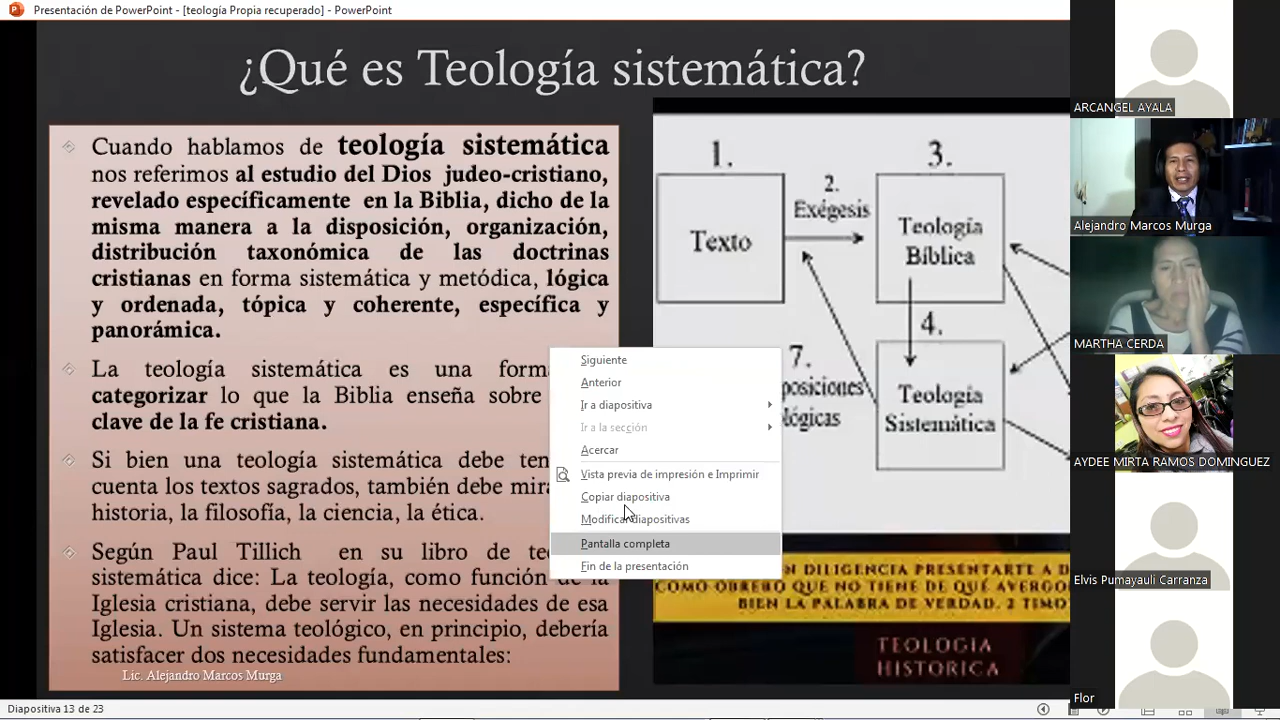 Presentación de PowerPoint - [teología Propia recuperado] - PowerPoint
¿Qué es Teología sistemática?
Cuando hablamos de teología sistemática
nos referimos al estudio del Dios judeo-cristiano,
revelado específicamente en la Biblia, dicho de la
misma manera a la disposición, organización,
distribución taxonómica de las doctrinas
cristianas en forma sistemática y metódica, lógica
y ordenada, tópica y coherente, específica y
panorámica.
La teología sistemática es una
categorizar lo que la Biblia enseña sobre
clave de la fe cristiana.
Si bien una teología sistemática debe
cuenta los textos sagrados, también debe
historia, la filosofía, la ciencia, la ética.
Según Paul Tillich en su libro de
sistemática dice: La teología, como función de la
Iglesia cristiana, debe servir las necesidades de esa
Iglesia. Un sistema teológico, en principio, debería
satisfacer dos necesidades fundamentales:
Lic. Alejandro Marcos Murga
Siguiente
Anterior
Ir a diapositiva
Ir a la sección
Acercar
Vista previa de impresión e Imprimir
Copiar diapositiva
Modificar diapositivas
Pantalla completa
Fin de la presentación
1.
2.
3.
Exégesis
Texto
Teología
Bíblica
4.
7.
Teología
Sistemática
DILIGENCIA PRESENTARTE A
COMO OBRERO QUE NO TIENE DE QUÉ
BIEN LA PALABRA DE VERDAD. 2
TEOLOGIA
HISTORICA
ARCANGEL AYALA
Alejandro Marcos Murga
MARTHA CERDA
AYDEE MIRTA RAMOS DOMINGUEZ
Elvis Pumayauli Carranza
Flor
Diapositiva 13 de 23